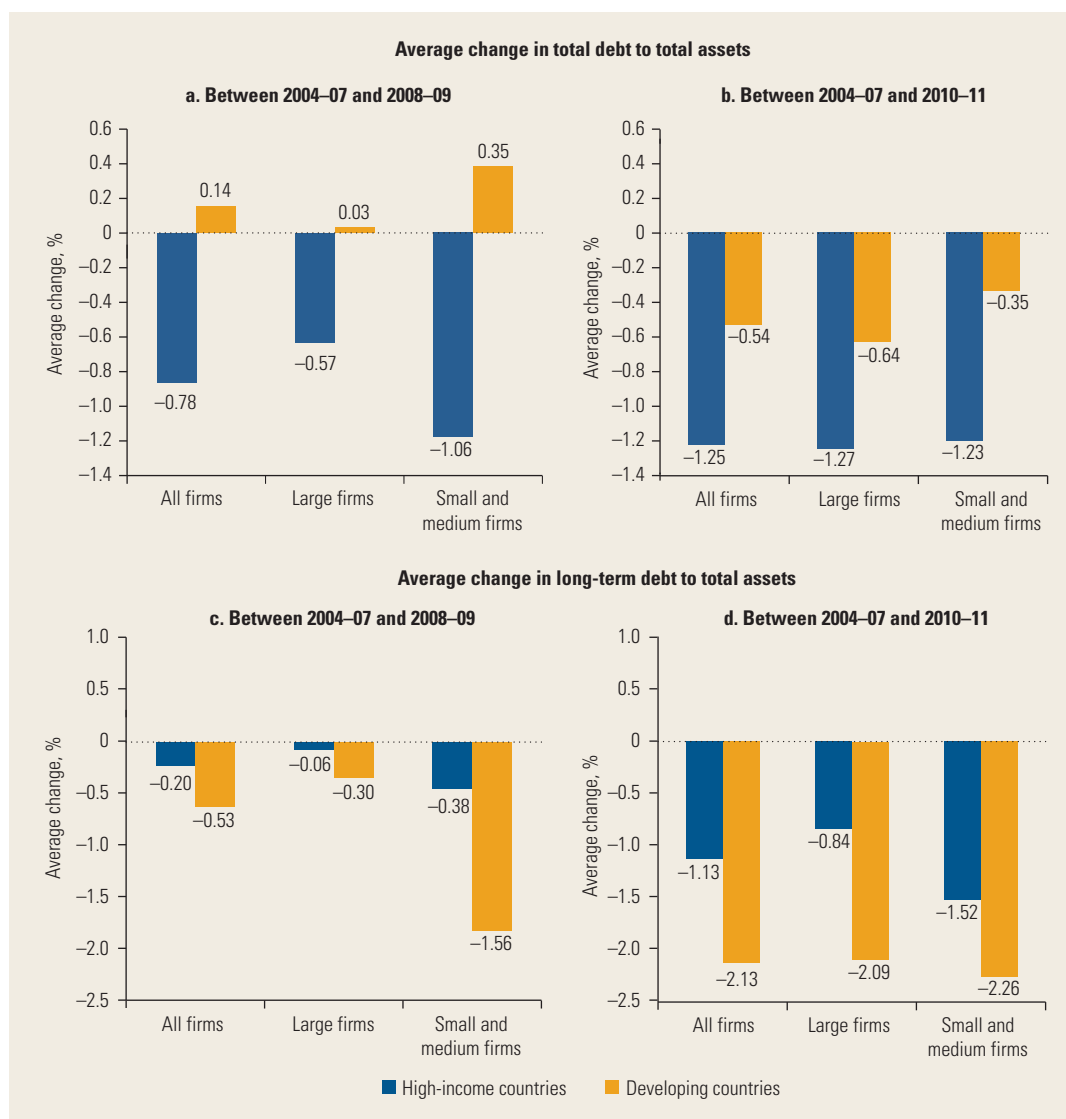 Average change in total debt to total assets
a. Between 2004–07 and 2008–09
0.6
0.4
0.2
0
–0.2
–0.4
–0.6
–0.8
–1.0
–1.2
–1.4
Average change, %
0.14
0.03
0.35
–0.78
–0.57
–1.06
All firms
Large firms
Small and
medium firms
b. Between 2004–07 and 2010–11
0.6
0.4
0.2
0
–0.2
–0.4
–0.6
–0.8
–1.0
–1.2
–1.4
Average change, %
–1.25
–0.54
–1.27
–0.64
–1.23
–0.35
All firms
Large firms
Small and
medium firms
Average change in long-term debt to total assets
c. Between 2004–07 and 2008–09
1.0
0.5
0
–0.5
–1.0
–1.5
–2.0
–2.5
Average change, %
–0.20
–0.53
–0.06
–0.30
–0.38
–1.56
All firms
Large firms
Small and
medium firms
d. Between 2004–07 and 2010–11
1.0
0.5
0
–0.5
–1.0
–1.5
–2.0
–2.5
Average change, %
–1.13
–2.13
–0.84
–2.09
–1.52
–2.26
All firms
Large firms
Small and
medium firms
High-income countries
Developing countries